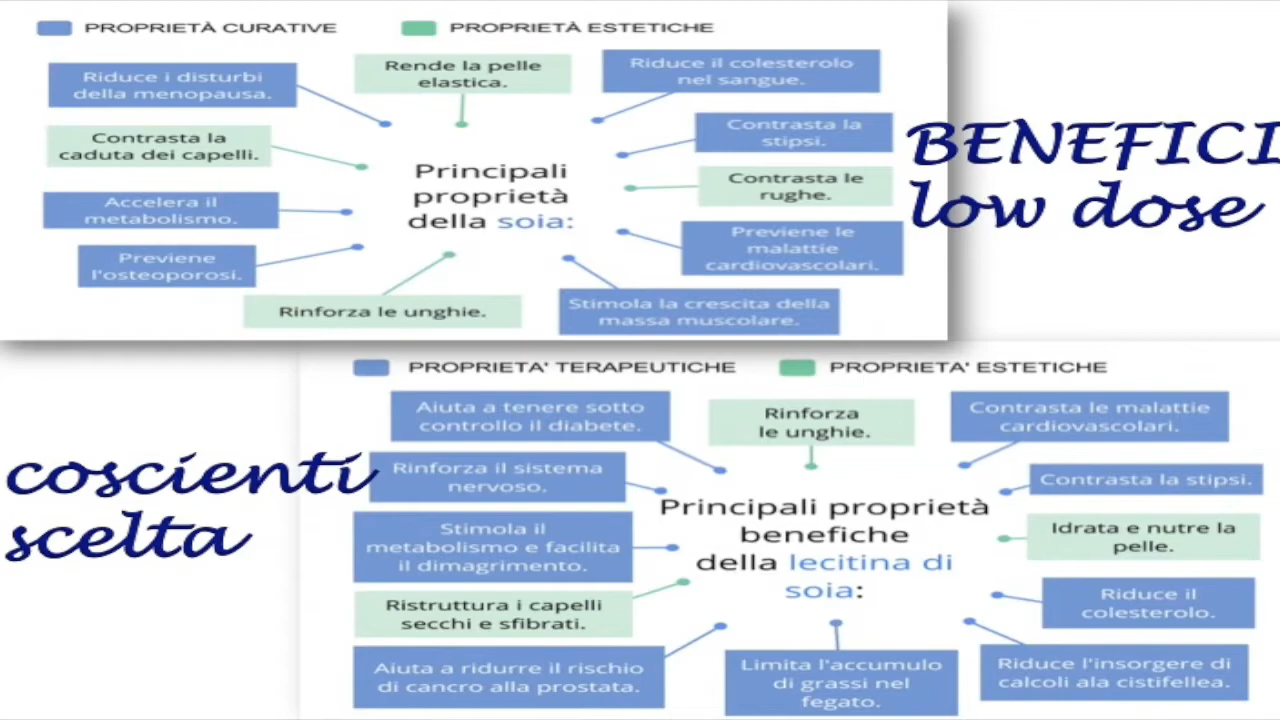 PROPRIETÀ CURATIVE
PROPRIETÀ ESTETICHE
Riduce i disturbi
della menopausa.
Rende la pelle
elastica.
Riduce il colesterolo
nel sangue.
Contrasta la
caduta dei capelli.
Contrasta la
stipsi.
Accelera il
metabolismo.
Principali
proprietà
della soia:
Contrasta le
rughe.
Previene
l'osteoporosi.
Previene le
malattie
cardiovascolari.
Rinforza le unghie.
Stimola la crescita della
massa muscolare.
BENEFICI
low dose
coscienti
scelta
PROPRIETA' TERAPEUTICHE
PROPRIETA' ESTETICHE
Aiuta a tenere sotto
controllo il diabete.
Rinforza
le unghie.
Contrasta le malattie
cardiovascolari.
Rinforza il sistema
nervoso.
Contrasta la stipsi.
Stimola il
metabolismo e facilita
il dimagrimento.
Principali proprietà
benefiche
della lecitina di
soia:
Idrata e nutre la
pelle.
Ristruttura i capelli
secchi e sfibrati.
Riduce il
colesterolo.
Aiuta a ridurre il rischio
di cancro alla prostata.
Limita l'accumulo
di grassi nel
fegato.
Riduce l'insorgere di
calcoli ala cistifellea.